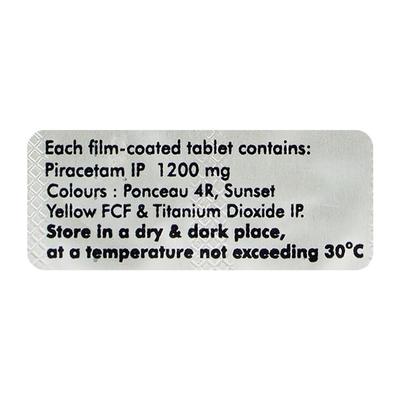 Each film-coated tablet contains:
Piracetam IP 1200 mg
Colours : Ponceau 4R, Sunset
Yellow FCF & Titanium Dioxide IP.
Store in a dry & dark place,
at a temperature not exceeding 30°C